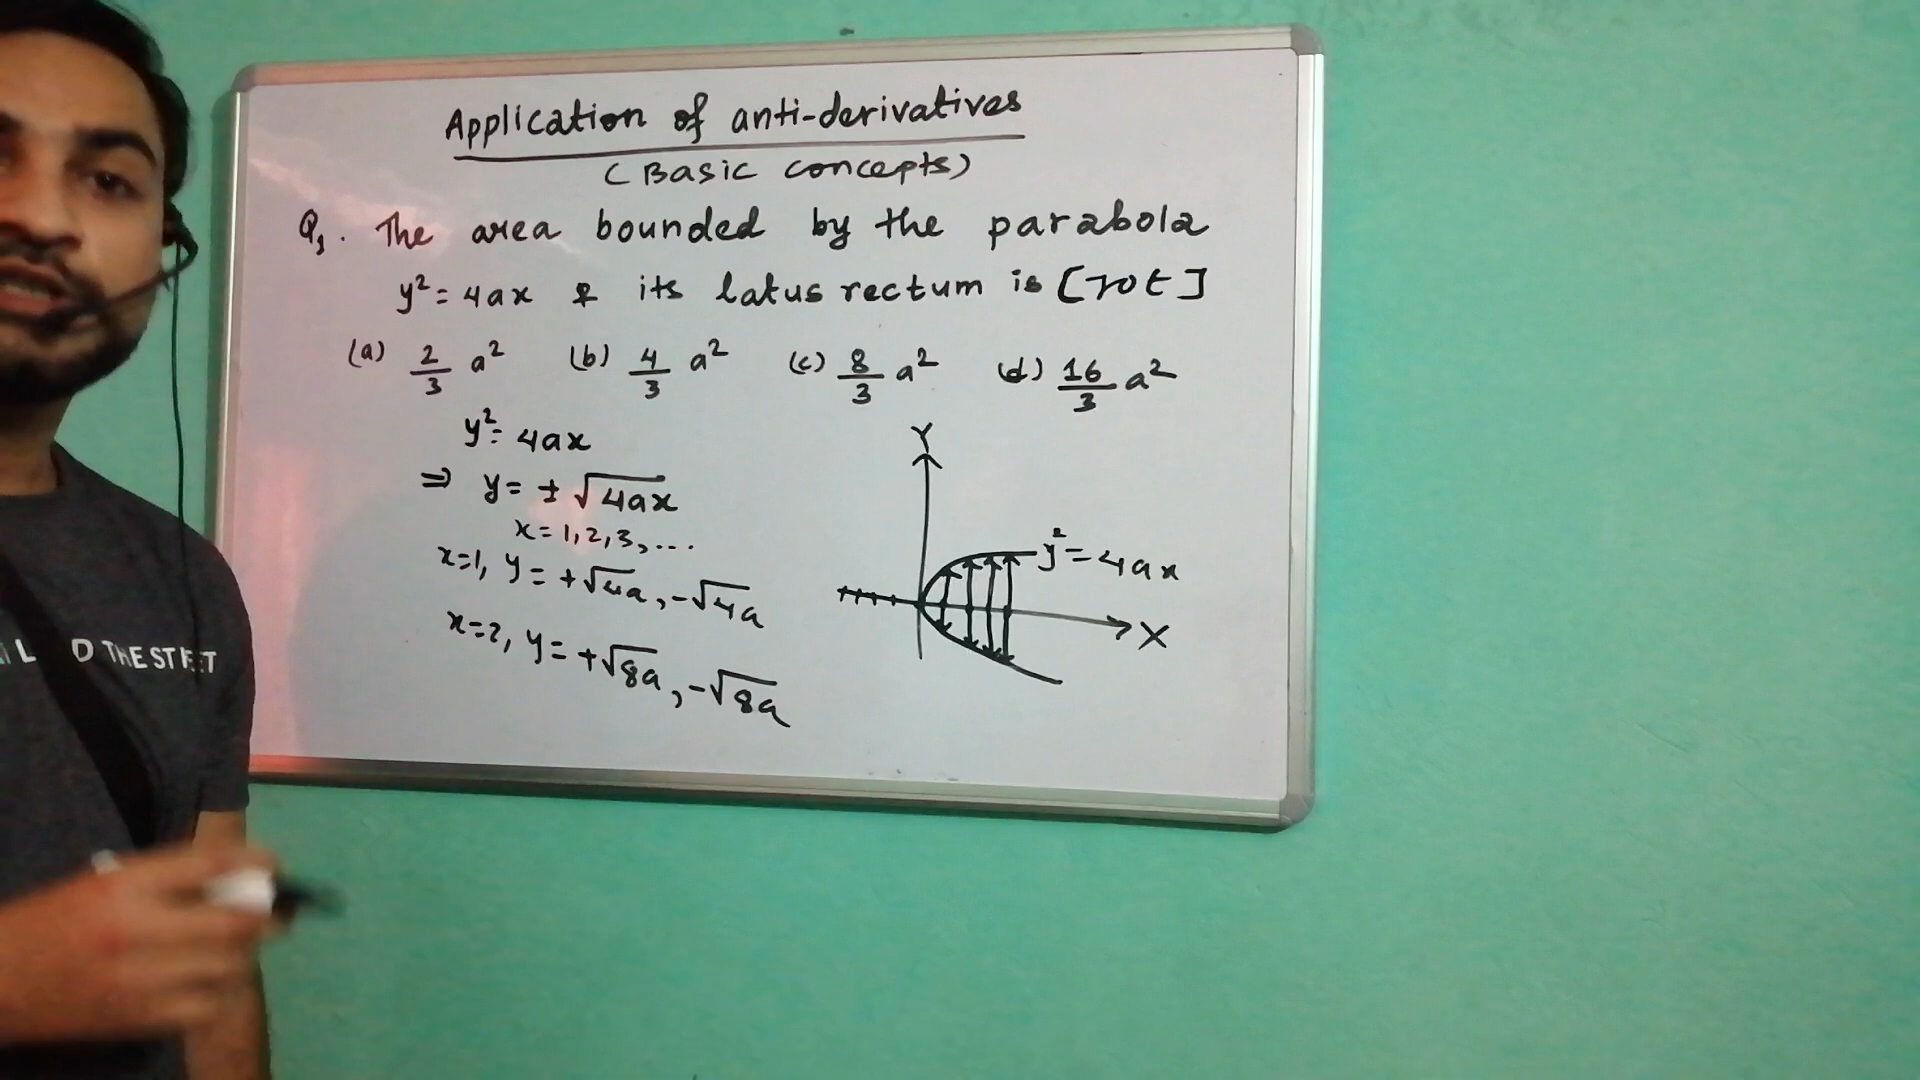 Application of anti-derivatives
(Basic concepts)
Q1. The area bounded by the parabola
y² = 4ax & its latus rectum is
(a) 2/3 a² (b) 4/3 a² (c) 8/3 a² (d) 16/3 a²
y² = 4ax
⇒ y = ± √4ax
x = 1, 2, 3, ...
x=1, y = +√4a, -√4a
x=2, y = +√8a, -√8a
Y
y² = 4ax
X
THE